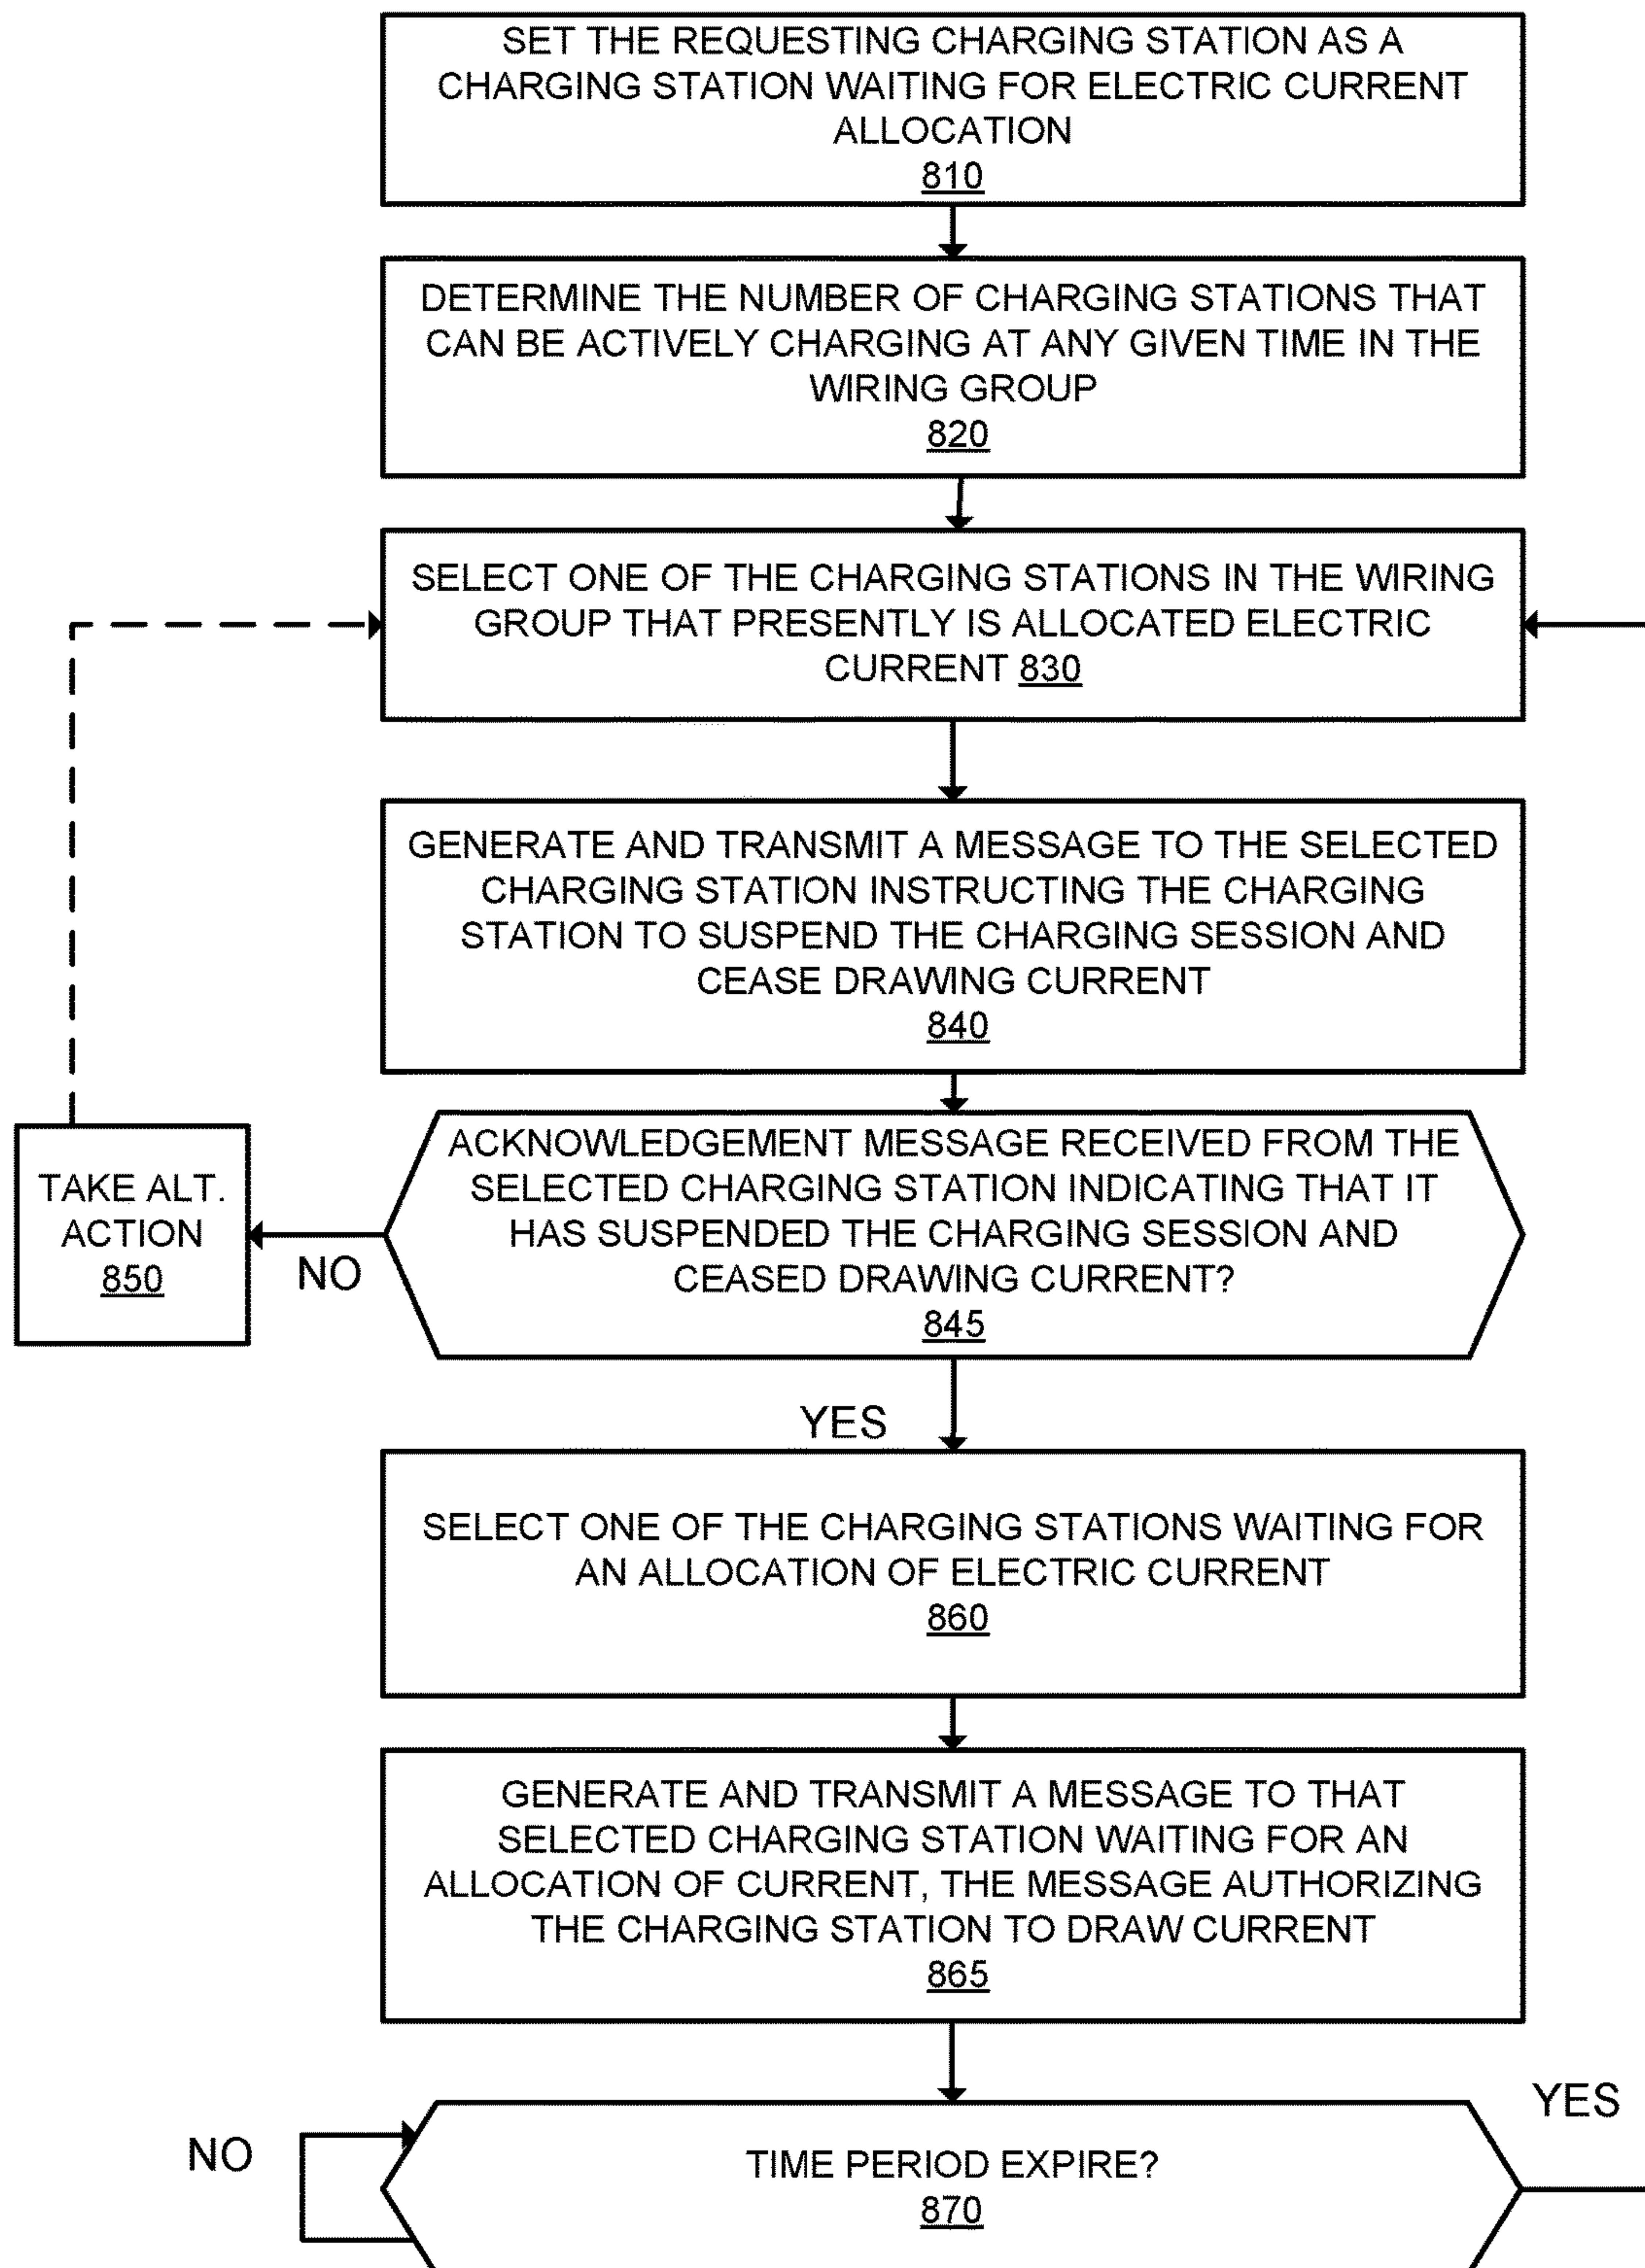 SET THE REQUESTING CHARGING STATION AS A
CHARGING STATION WAITING FOR ELECTRIC CURRENT
ALLOCATION
810
DETERMINE THE NUMBER OF CHARGING STATIONS THAT
CAN BE ACTIVELY CHARGING AT ANY GIVEN TIME IN THE
WIRING GROUP
820
SELECT ONE OF THE CHARGING STATIONS IN THE WIRING
GROUP THAT PRESENTLY IS ALLOCATED ELECTRIC
CURRENT 830
GENERATE AND TRANSMIT A MESSAGE TO THE SELECTED
CHARGING STATION INSTRUCTING THE CHARGING
STATION TO SUSPEND THE CHARGING SESSION AND
CEASE DRAWING CURRENT
840
ACKNOWLEDGEMENT MESSAGE RECEIVED FROM THE
SELECTED CHARGING STATION INDICATING THAT IT
HAS SUSPENDED THE CHARGING SESSION AND
CEASED DRAWING CURRENT?
845
NO
TAKE ALT.
ACTION
850
YES
SELECT ONE OF THE CHARGING STATIONS WAITING FOR
AN ALLOCATION OF ELECTRIC CURRENT
860
GENERATE AND TRANSMIT A MESSAGE TO THAT
SELECTED CHARGING STATION WAITING FOR AN
ALLOCATION OF CURRENT, THE MESSAGE AUTHORIZING
THE CHARGING STATION TO DRAW CURRENT
865
YES
NO
TIME PERIOD EXPIRE?
870